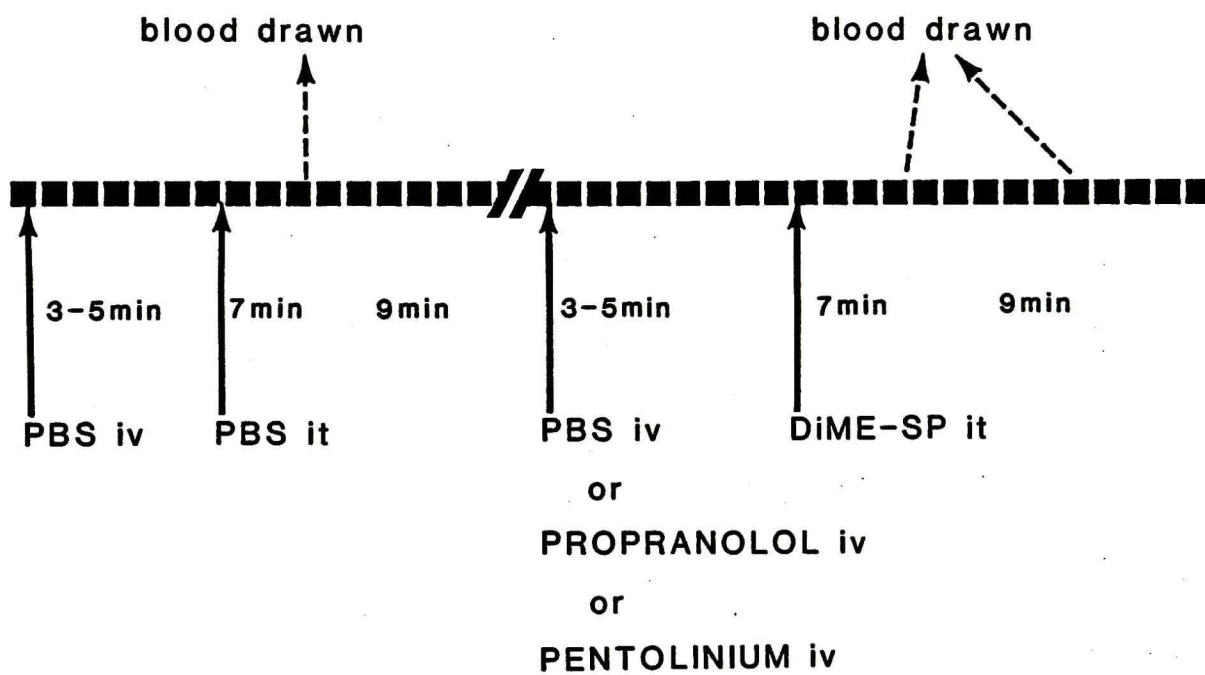 blood drawn blood drawn
3-5min 7min 9min 3-5min 7min 9min
PBS iv PBS it PBS iv DiME-SP it
or
PROPRANOLOL iv
or
PENTOLINIUM iv